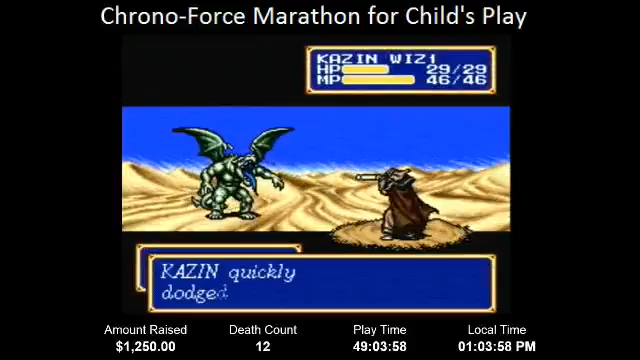 Chrono-Force Marathon for Child's Play
KAZIN WIZ1
HP 29/29
MP 46/46
KAZIN quickly
dodged
Amount Raised Death Count Play Time Local Time
$1,250.00 12 49:03:58 01:03:58 PM